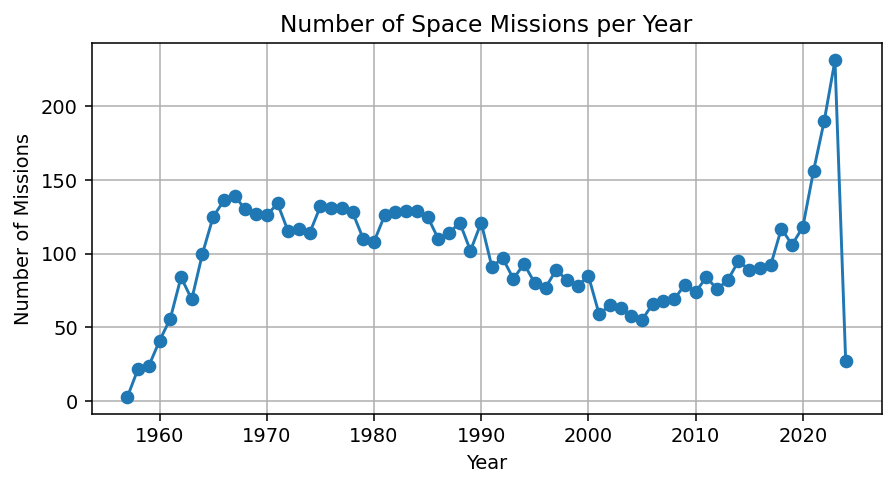 Number of Space Missions per Year
Number of Missions
200
150
100
50
0
1960 1970 1980 1990 2000 2010 2020
Year